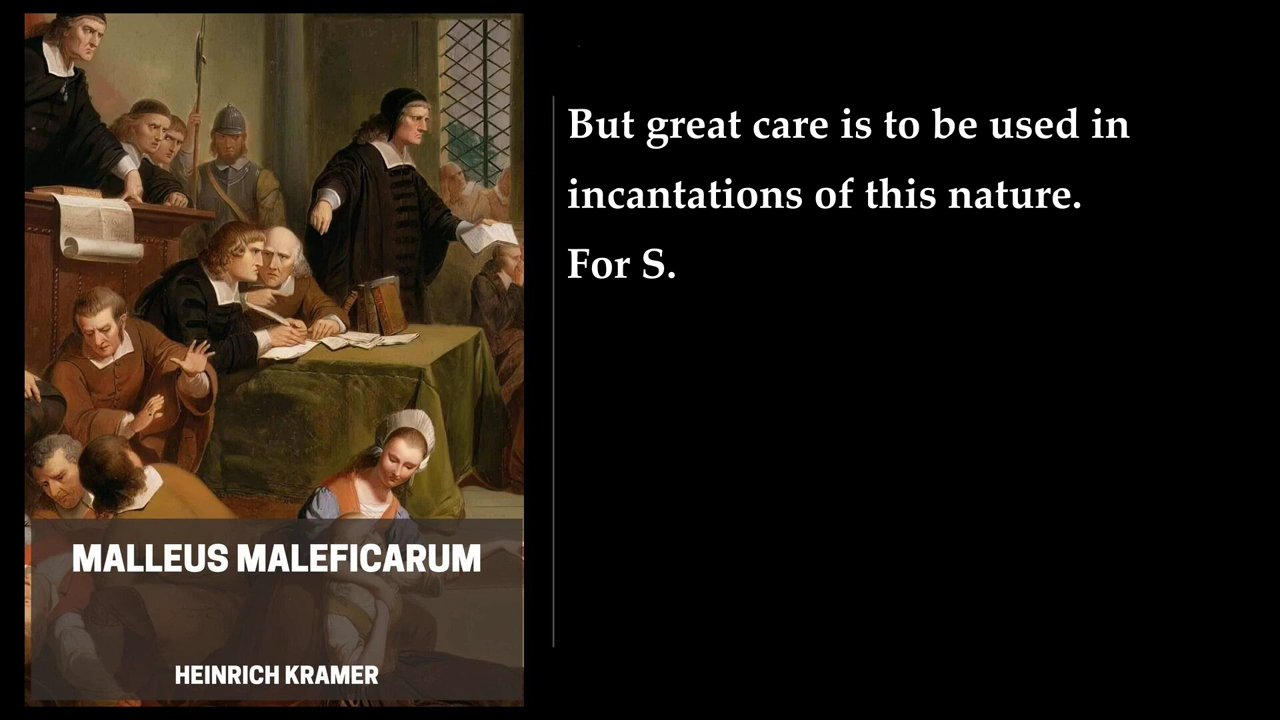 But great care is to be used in
incantations of this nature.
For S.
MALLEUS MALEFICARUM
HEINRICH KRAMER